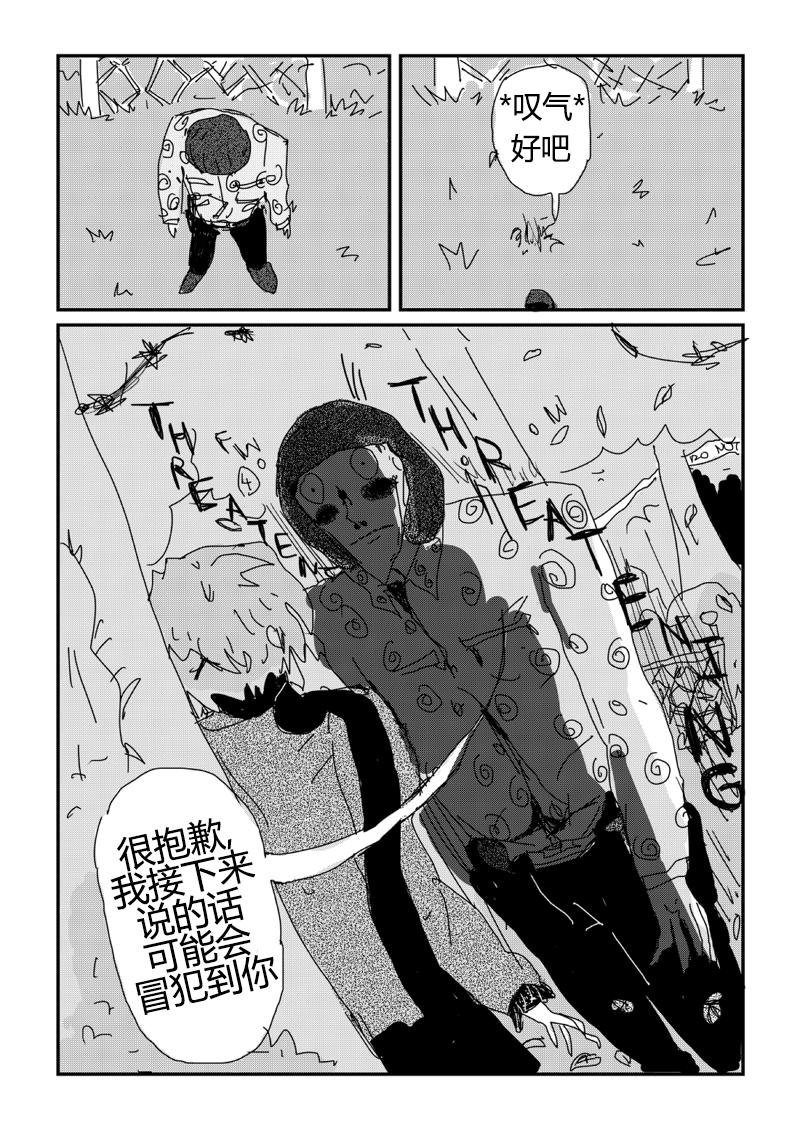 *叹气*
好吧
THREATENING
THREATENING
很抱歉,
我接下来
说的话
可能会
冒犯到你